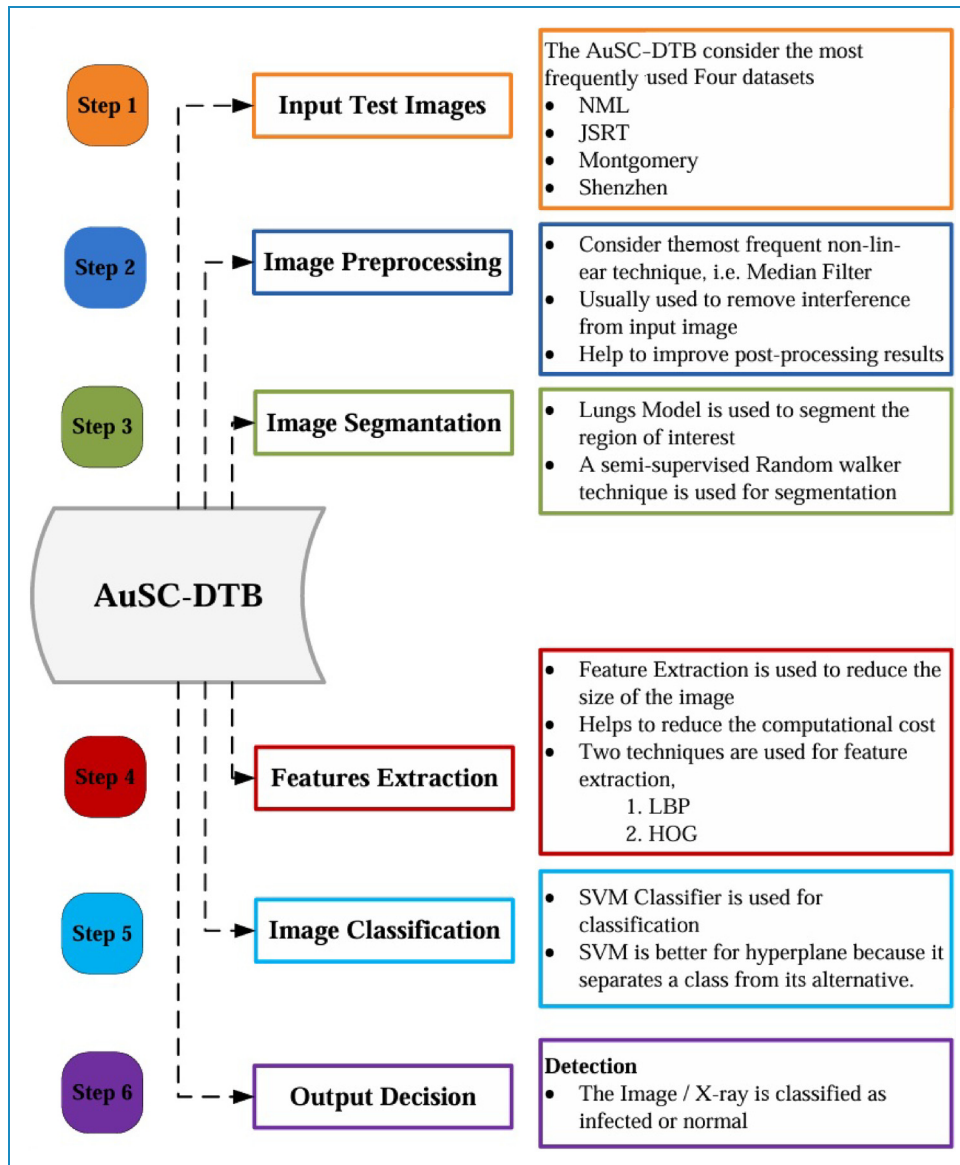 Step 1
Input Test Images
The AuSC-DTB consider the most
frequently used Four datasets
• NML
• JSRT
• Montgomery
• Shenzhen
Step 2
Image Preprocessing
• Consider themost frequent non-lin-
ear technique, i.e. Median Filter
• Usually used to remove interference
from input image
• Help to improve post-processing results
Step 3
Image Segmantation
• Lungs Model is used to segment the
region of interest
• A semi-supervised Random walker
technique is used for segmentation
AuSC-DTB
Step 4
Features Extraction
• Feature Extraction is used to reduce the
size of the image
• Helps to reduce the computational cost
• Two techniques are used for feature
extraction,
1. LBP
2. HOG
Step 5
Image Classification
• SVM Classifier is used for
classification
• SVM is better for hyperplane because it
separates a class from its alternative.
Step 6
Output Decision
Detection
• The Image / X-ray is classified as
infected or normal